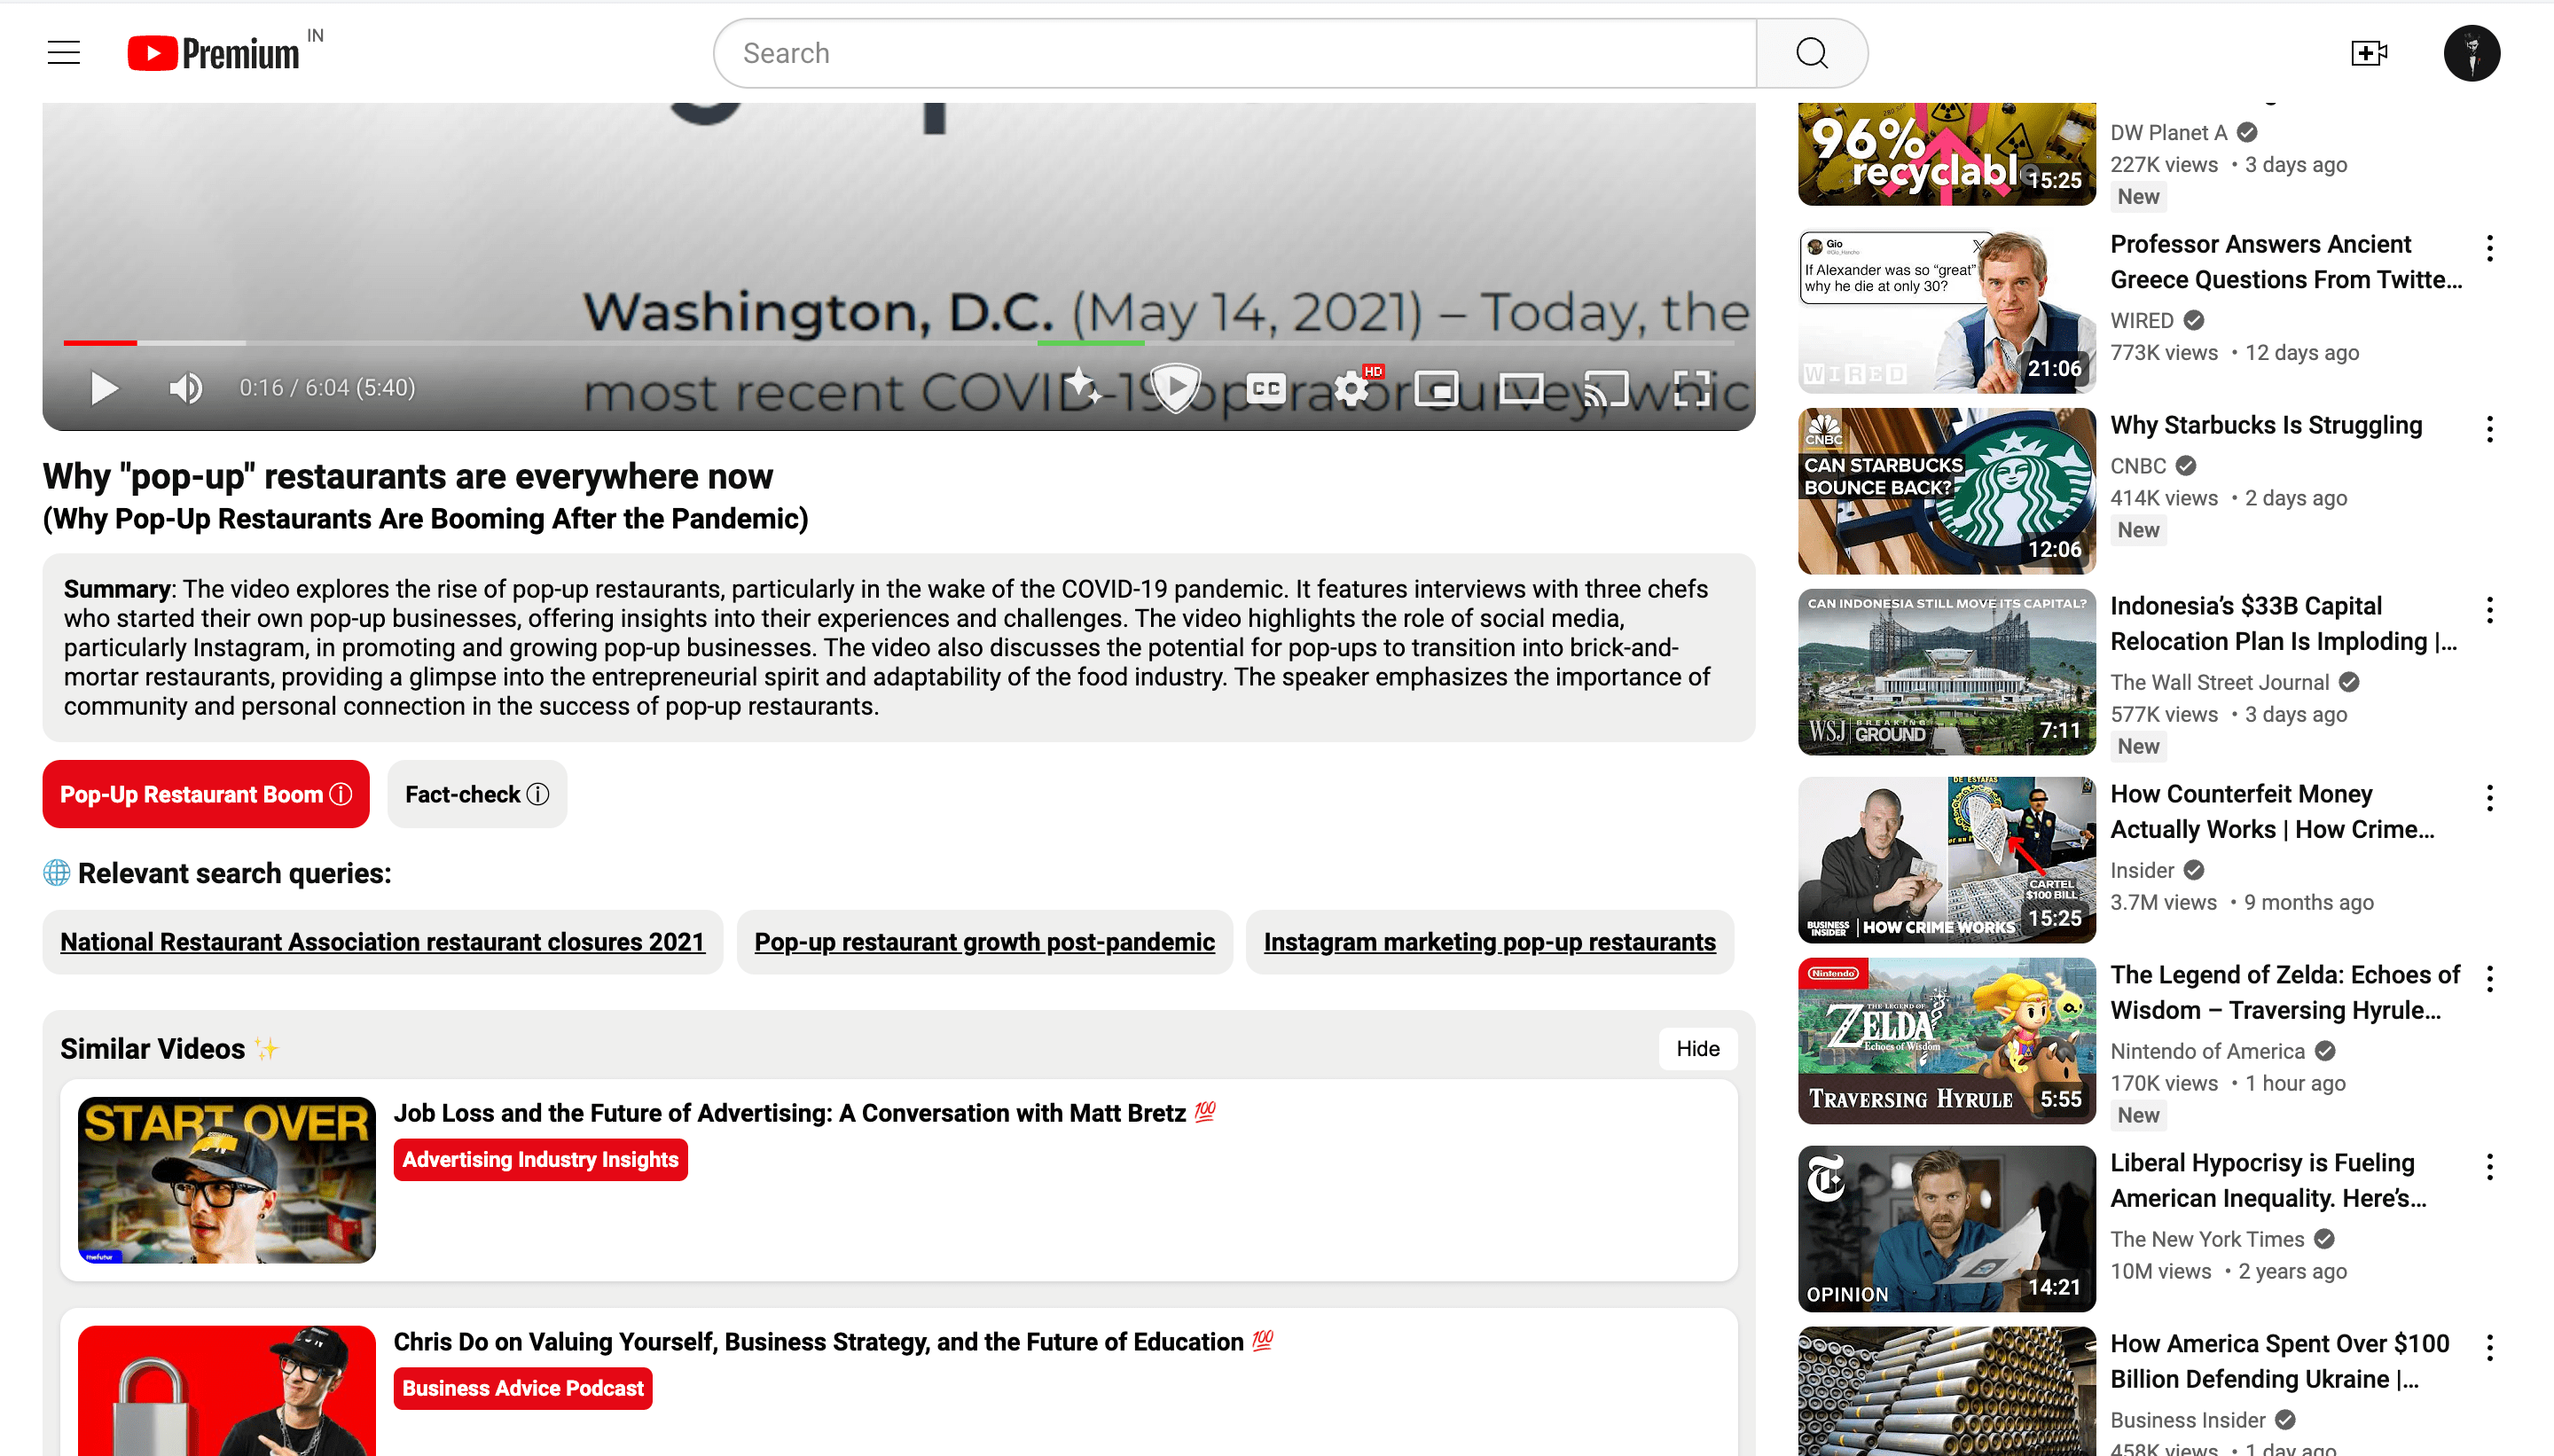 Premium IN
Search
Washington, D.C. (May 14, 2021) – Today, the
most recent COVID-19 operator survey, whic
0:16 / 6:04 (5:40)
CC
HD
Why "pop-up" restaurants are everywhere now
(Why Pop-Up Restaurants Are Booming After the Pandemic)
Summary: The video explores the rise of pop-up restaurants, particularly in the wake of the COVID-19 pandemic. It features interviews with three chefs
who started their own pop-up businesses, offering insights into their experiences and challenges. The video highlights the role of social media,
particularly Instagram, in promoting and growing pop-up businesses. The video also discusses the potential for pop-ups to transition into brick-and-
mortar restaurants, providing a glimpse into the entrepreneurial spirit and adaptability of the food industry. The speaker emphasizes the importance of
community and personal connection in the success of pop-up restaurants.
Pop-Up Restaurant Boom
Fact-check
Relevant search queries:
National Restaurant Association restaurant closures 2021
Pop-up restaurant growth post-pandemic
Instagram marketing pop-up restaurants
Similar Videos ✨
Hide
START OVER
thefutur
Job Loss and the Future of Advertising: A Conversation with Matt Bretz 💯
Advertising Industry Insights
Chris Do on Valuing Yourself, Business Strategy, and the Future of Education 💯
Business Advice Podcast
96%
recyclable
15:25
DW Planet A
227K views • 3 days ago
New
Gio
If Alexander was so “great”
why he die at only 30?
WIRED
21:06
Professor Answers Ancient
Greece Questions From Twitte...
WIRED
773K views • 12 days ago
CNBC
CAN STARBUCKS
BOUNCE BACK?
12:06
Why Starbucks Is Struggling
CNBC
414K views • 2 days ago
New
CAN INDONESIA STILL MOVE ITS CAPITAL?
WSJ | BREAKING
GROUND
7:11
Indonesia’s $33B Capital
Relocation Plan Is Imploding |...
The Wall Street Journal
577K views • 3 days ago
New
DE ESTAFAS
CARTEL
$100 BILL
BUSINESS
INSIDER | HOW CRIME WORKS
15:25
How Counterfeit Money
Actually Works | How Crime...
Insider
3.7M views • 9 months ago
Nintendo
THE LEGEND OF
ZELDA
Echoes of Wisdom
TRAVERSING HYRULE
5:55
The Legend of Zelda: Echoes of
Wisdom – Traversing Hyrule...
Nintendo of America
170K views • 1 hour ago
New
OPINION
14:21
Liberal Hypocrisy is Fueling
American Inequality. Here’s...
The New York Times
10M views • 2 years ago
How America Spent Over $100
Billion Defending Ukraine |...
Business Insider
458K views • 1 day ago